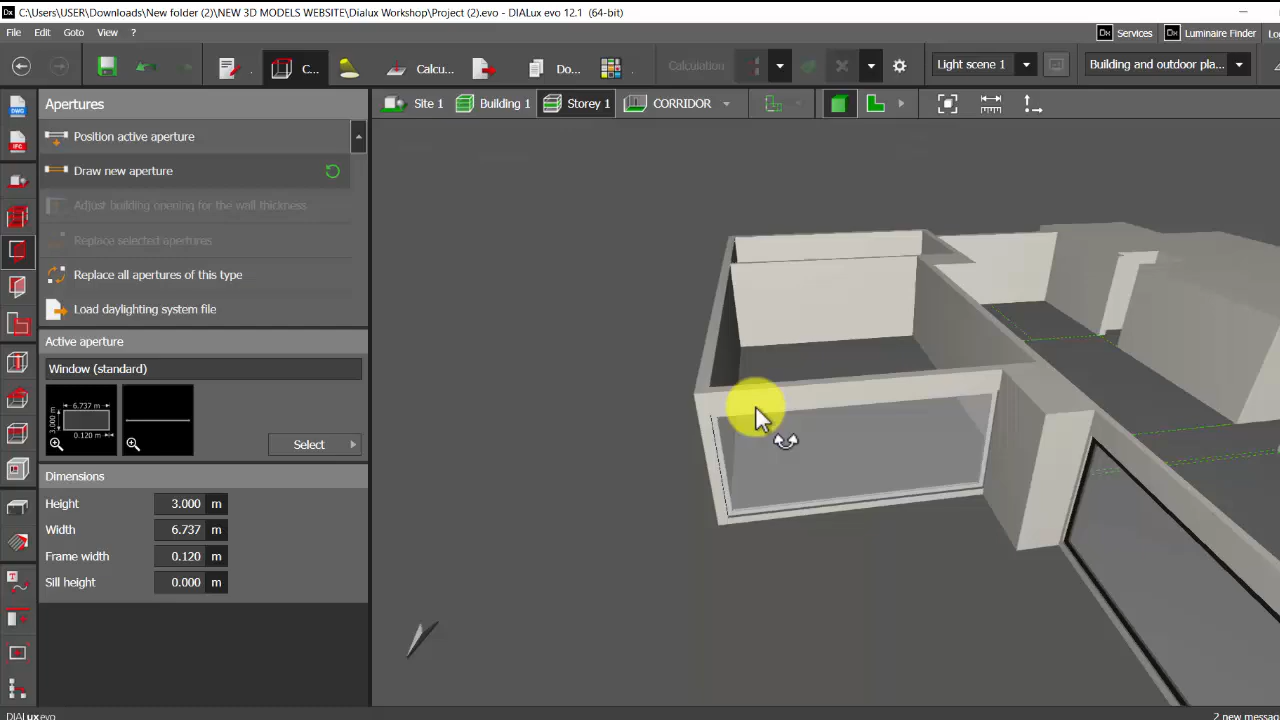 C:\Users\USER\Downloads\New folder (2)\NEW 3D MODELS WEBSITE\Dialux Workshop\Project (2).evo - DIALux evo 12.1 (64-bit)
File Edit Goto View ?
Dx Services Dx Luminaire Finder Lo
C... Calcu... Do... Calculation Light scene 1 Building and outdoor pla...
Apertures
Site 1 Building 1 Storey 1 CORRIDOR
Position active aperture
Draw new aperture
Adjust building opening for the wall thickness
Replace selected apertures
Replace all apertures of this type
Load daylighting system file
Active aperture
Window (standard)
6.737 m
3.000 m
0.120 m
Select
Dimensions
Height 3.000 m
Width 6.737 m
Frame width 0.120 m
Sill height 0.000 m
DIALux evo
2 new messa